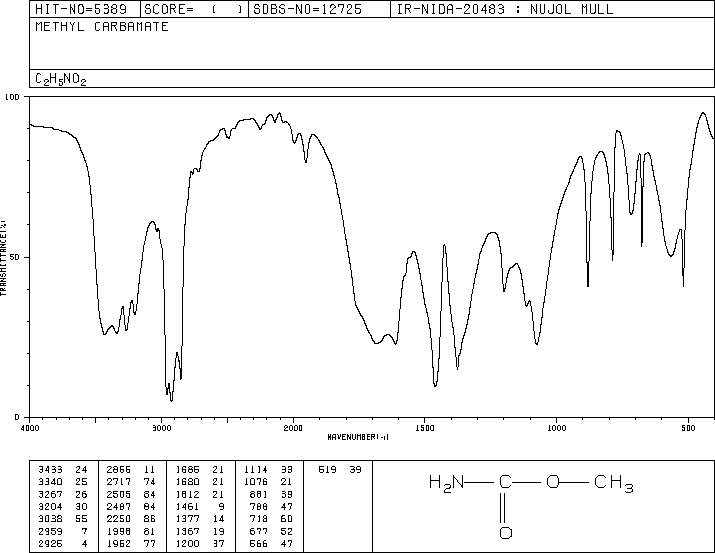 HIT-NO=5389 SCORE= ( ) SDBS-NO=12725 IR-NIDA-20483 : NUJOL MULL
METHYL CARBAMATE
C2H5NO2
100
50
0
TRANSMITTANCE(%)
4000 3000 2000 1500 1000 500
WAVENUMBER(-1)
3433 24 2855 11 1686 21 1114 33 519 39
3340 25 2717 74 1680 21 1076 21
3267 26 2505 84 1612 21 881 39
3204 30 2487 84 1461 9 788 47
3038 55 2250 86 1377 14 718 60
2959 7 1998 81 1367 19 677 52
2925 4 1952 77 1200 37 566 47
H2N C O CH3
O